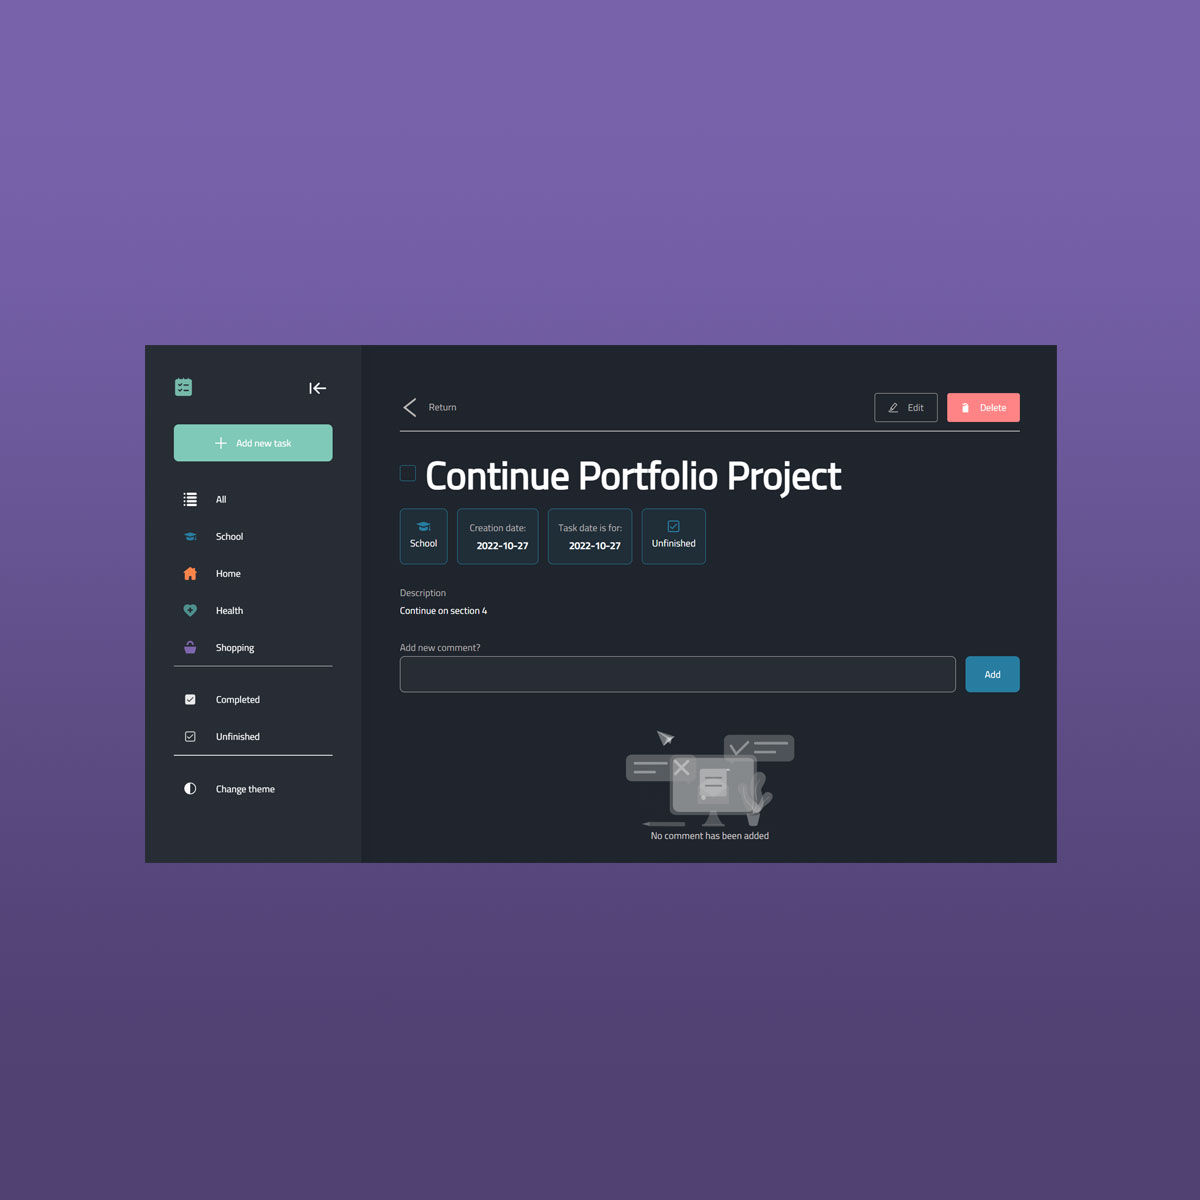 Add new task
All
School
Home
Health
Shopping
Completed
Unfinished
Change theme
Return
Edit
Delete
Continue Portfolio Project
School
Creation date:
2022-10-27
Task date is for:
2022-10-27
Unfinished
Description
Continue on section 4
Add new comment?
Add
No comment has been added